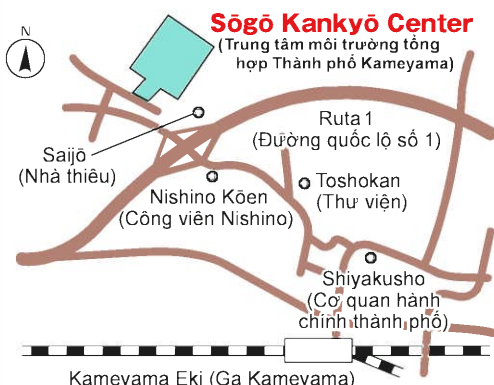 Sōgō Kankyō Center
(Trung tâm môi trường tổng
hợp Thành phố Kameyama)
N
Ruta 1
(Đường quốc lộ số 1)
Saijō
(Nhà thiêu)
Toshokan
(Thư viện)
Nishino Kōen
(Công viên Nishino)
Shiyakusho
(Cơ quan hành
chính thành phố)
Kameyama Eki (Ga Kameyama)